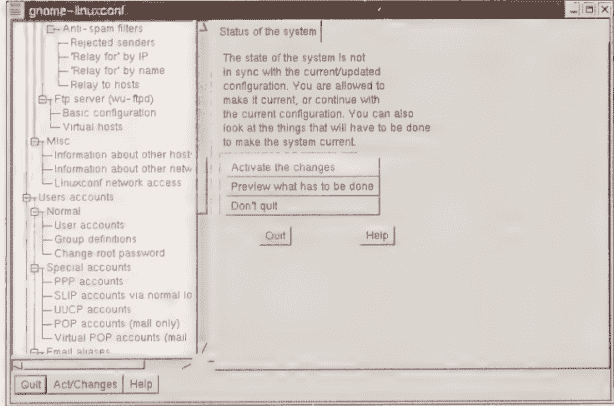 gnome-linuxconf
Anti-spam filters
Rejected senders
'Relay for' by IP
'Relay for' by name
Relay to hosts
Ftp server (wu-ftpd)
Basic configuration
Virtual hosts
Misc
Information about other host
Information about other netw
Linuxconf network access
Users accounts
Normal
User accounts
Group definitions
Change root password
Special accounts
PPP accounts
SLIP accounts via normal lo
UUCP accounts
POP accounts (mail only)
Virtual POP accounts (mail
Email aliases
Status of the system
The state of the system is not
in sync with the current/updated
configuration. You are allowed to
make it current, or continue with
the current configuration. You can also
look at the things that will have to be done
to make the system current.
Activate the changes
Preview what has to be done
Don't quit
Quit Help
Quit Act/Changes Help